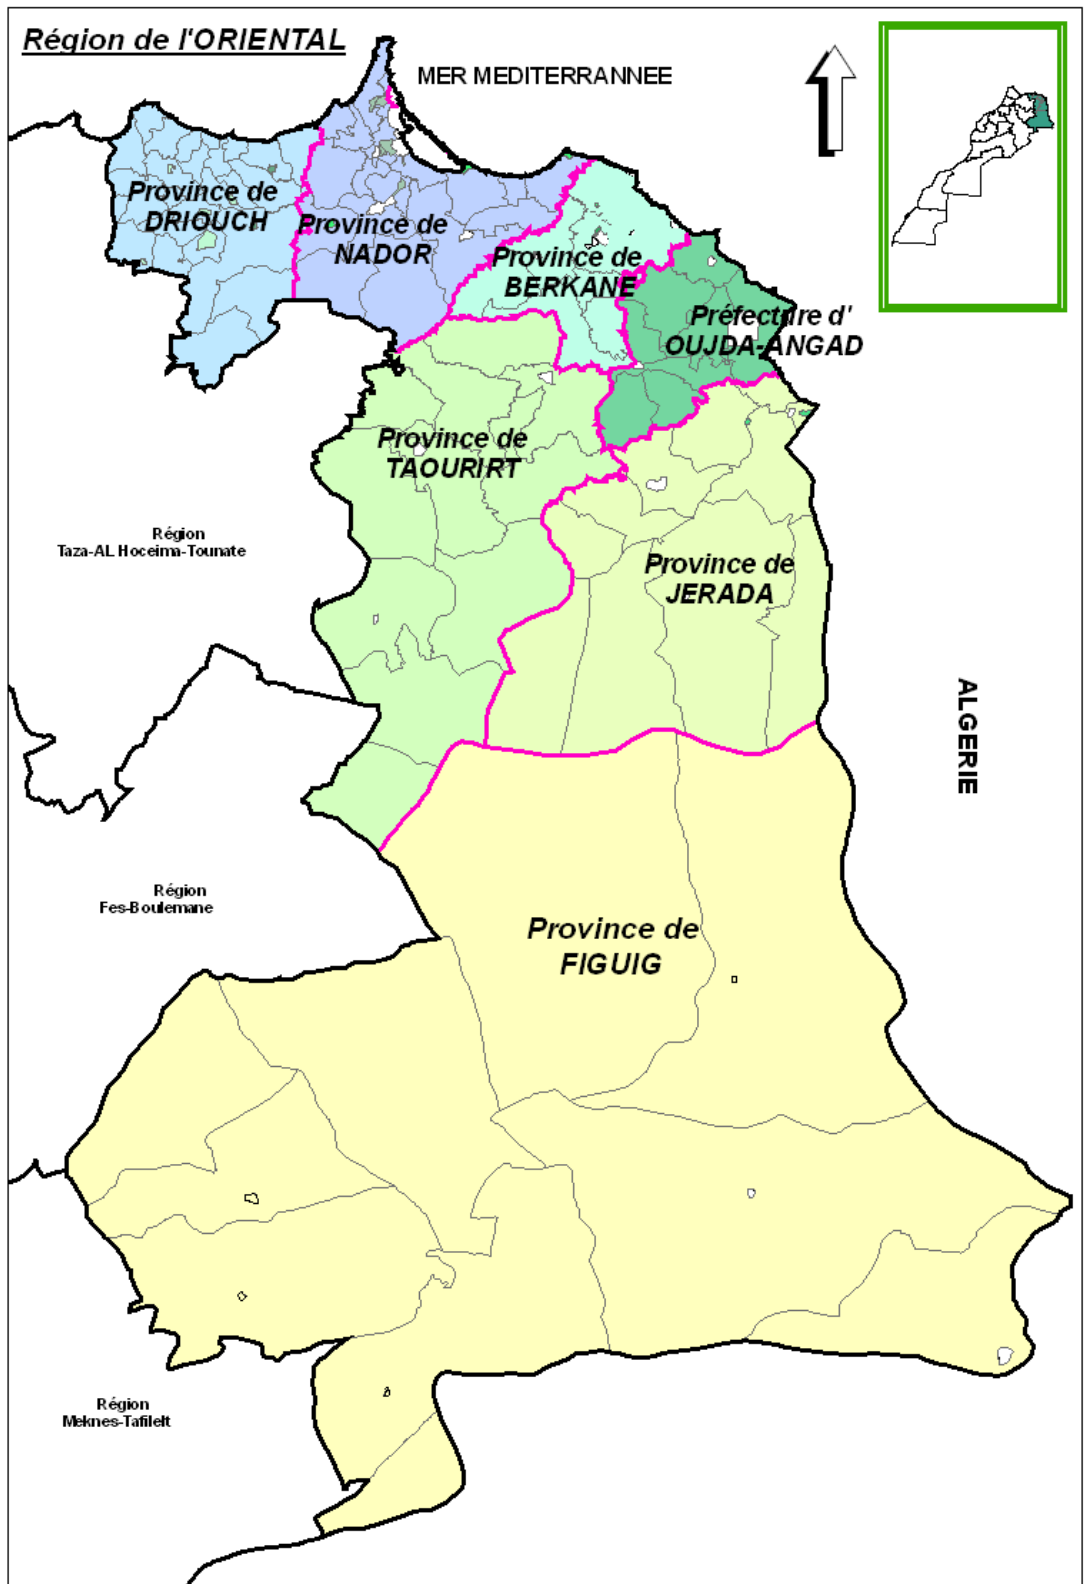 Région de l'ORIENTAL
MER MEDITERRANNEE
Province de
DRIOUCH
Province de
NADOR
Province de
BERKANE
Préfecture d'
OUJDA-ANGAD
Province de
TAOURIRT
Région
Taza-AL Hoceima-Tounate
Province de
JERADA
ALGERIE
Région
Fes-Boulemane
Province de
FIGUIG
Région
Meknes-Tafilelt